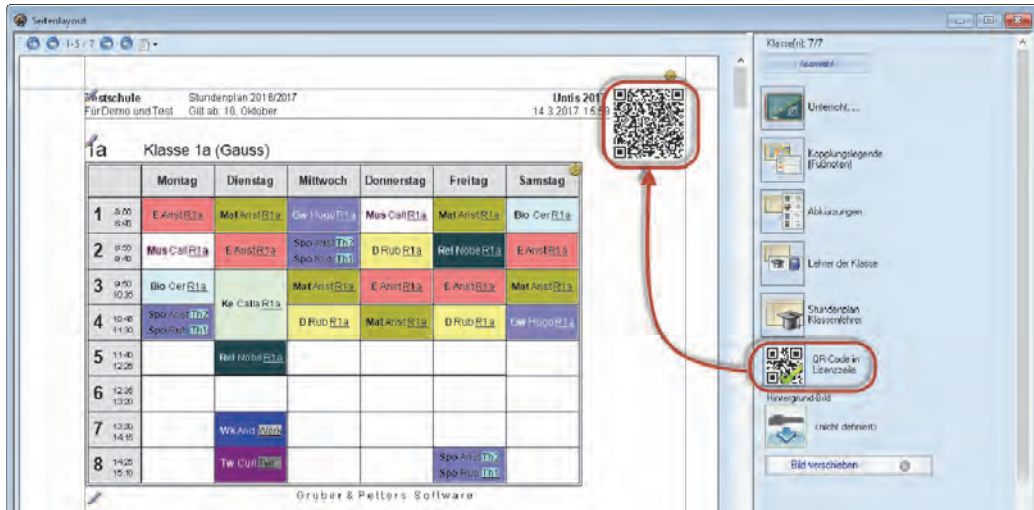 Seitenlayout
1-5 / 7
Klasse(n): 7/7
Auswahl
Testschule Stundenplan 2016/2017 Untis 2017
Für Demo und Test Gilt ab: 10. Oktober 14.3.2017
1a Klasse 1a (Gauss)
Montag Dienstag Mittwoch Donnerstag Freitag Samstag
1 8:00 E Arist R1a Mat Arist R1a Gw Hugo R1a Mus Call R1a Mat Arist R1a Bio Cer R1a
8:45
2 8:50 Mus Call R1a E Arist R1a Spo Arist Th2 D Rub R1a Rel Nobe R1a E Arist R1a
9:40 Spo Rub Th1
3 9:50 Bio Cer R1a Ke Calla R1a Mat Arist R1a E Arist R1a E Arist R1a Mat Arist R1a
10:35
4 10:45 Spo Arist Th2 D Rub R1a Mat Arist R1a D Rub R1a Gw Hugo R1a
11:30 Spo Rub Th1
5 11:40 Rel Nobe R1a
12:25
6 12:35
13:20
7 13:30 Wk And Werk
14:15
8 14:25 Tw Curi Spo Arist Th2
15:10 Spo Rub Th1
Gruber & Petters Software
Unterricht, ...
Kopplungslegende
(Fußnoten)
Abkürzungen
Lehrer der Klasse
Stundenplan
Klassenlehrer
QR-Code in
Lizenzzeile
Hintergrund-Bild
(nicht definiert)
Bild verschieben